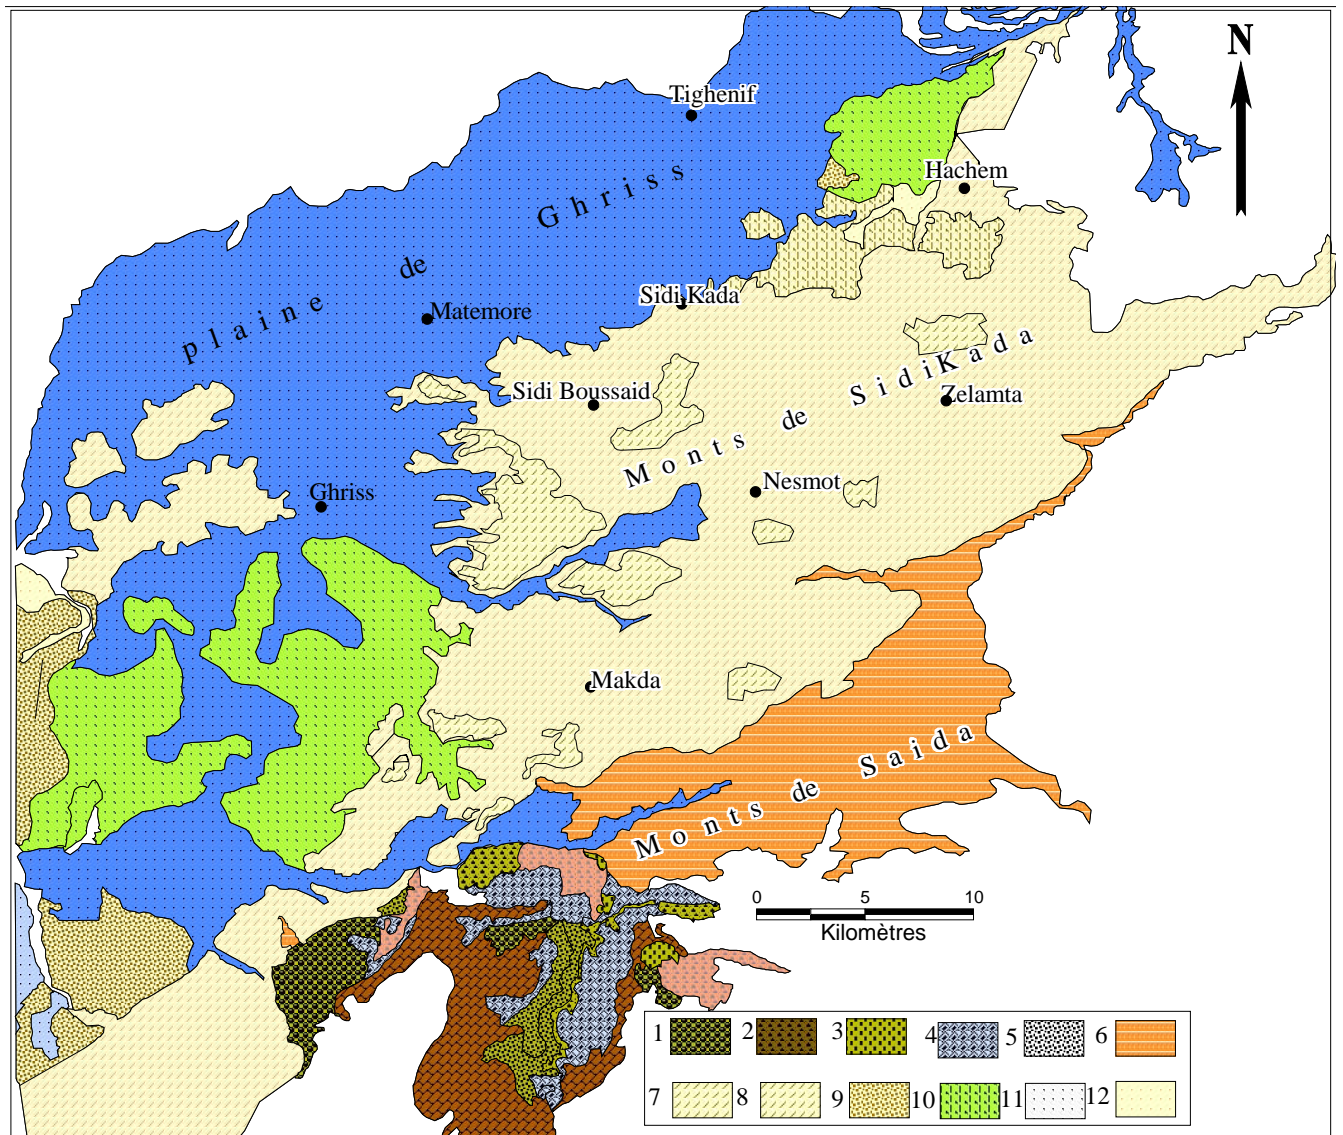 N
Tighenif
Hachem
plaine de Ghriss
Sidi Kada
Matemore
Monts de SidiKada
Sidi Boussaid
Zelamta
Nesmot
Ghriss
Makda
Monts de Saida
0 5 10
Kilomètres
1 2 3 4 5 6
7 8 9 10 11 12